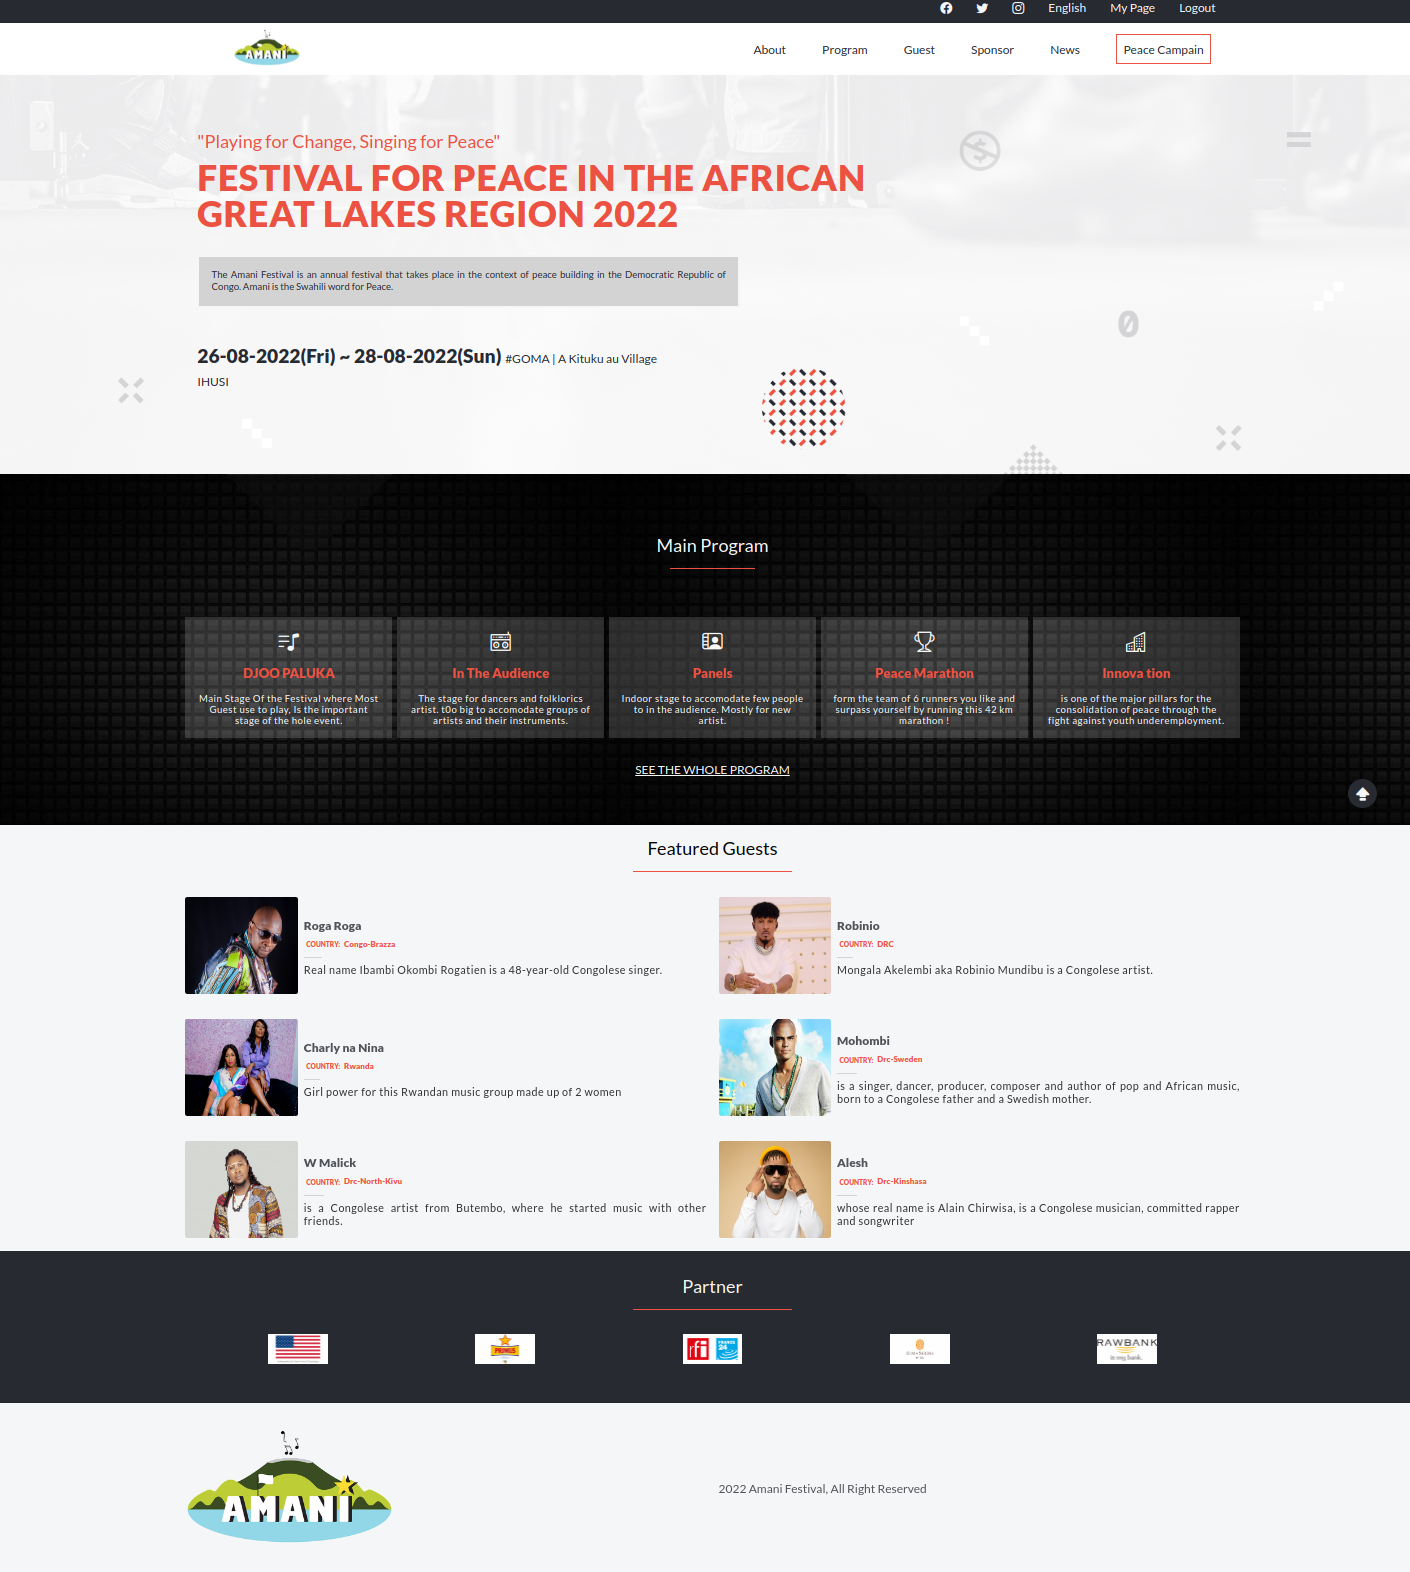 English My Page Logout
AMANI
About Program Guest Sponsor News Peace Campain
"Playing for Change, Singing for Peace"
FESTIVAL FOR PEACE IN THE AFRICAN
GREAT LAKES REGION 2022
The Amani Festival is an annual festival that takes place in the context of peace building in the Democratic Republic of
Congo. Amani is the Swahili word for Peace.
26-08-2022(Fri) ~ 28-08-2022(Sun) #GOMA | A Kituku au Village
IHUSI
Main Program
DJOO PALUKA
Main Stage Of the Festival where Most
Guest use to play, Is the important
stage of the hole event.
In The Audience
The stage for dancers and folklorics
artist. tOo big to accomodate groups of
artists and their instruments.
Panels
Indoor stage to accomodate few people
to in the audience. Mostly for new
artist.
Peace Marathon
form the team of 6 runners you like and
surpass yourself by running this 42 km
marathon !
Innova tion
is one of the major pillars for the
consolidation of peace through the
fight against youth underemployment.
SEE THE WHOLE PROGRAM
Featured Guests
Roga Roga
COUNTRY: Congo-Brazza
Real name Ibambi Okombi Rogatien is a 48-year-old Congolese singer.
Robinio
COUNTRY: DRC
Mongala Akelembi aka Robinio Mundibu is a Congolese artist.
Charly na Nina
COUNTRY: Rwanda
Girl power for this Rwandan music group made up of 2 women
Mohombi
COUNTRY: Drc-Sweden
is a singer, dancer, producer, composer and author of pop and African music,
born to a Congolese father and a Swedish mother.
W Malick
COUNTRY: Drc-North-Kivu
is a Congolese artist from Butembo, where he started music with other
friends.
Alesh
COUNTRY: Drc-Kinshasa
whose real name is Alain Chirwisa, is a Congolese musician, committed rapper
and songwriter
Partner
PRIMUS
rfi FRANCE 24
RAWBANK
is my bank.
AMANI
2022 Amani Festival, All Right Reserved